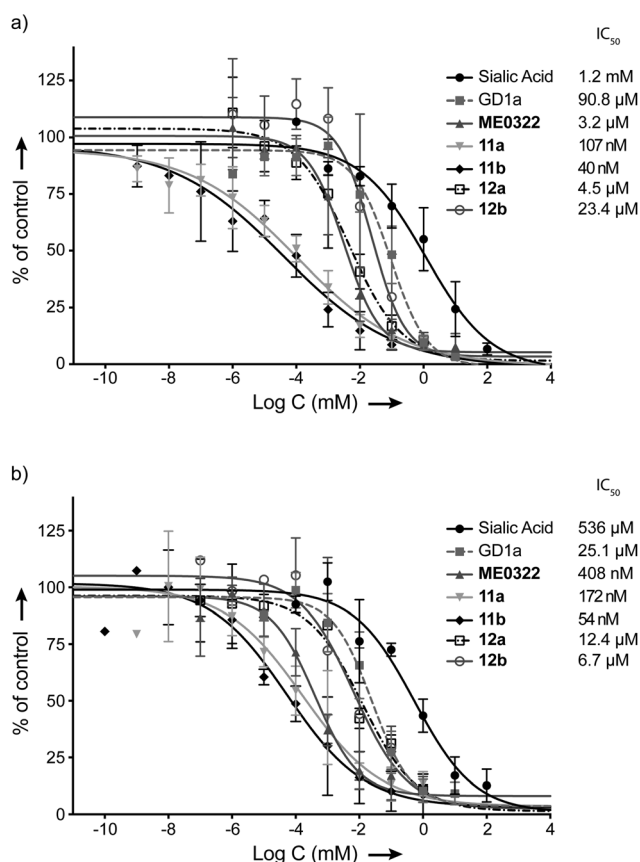 a)
IC50
125
100
75
50
25
0
% of control
-10 -8 -6 -4 -2 0 2 4
Log C (mM)
Sialic Acid 1.2 mM
GD1a 90.8 µM
ME0322 3.2 µM
11a 107 nM
11b 40 nM
12a 4.5 µM
12b 23.4 µM
b)
IC50
125
100
75
50
25
0
% of control
-10 -8 -6 -4 -2 0 2 4
Log C (mM)
Sialic Acid 536 µM
GD1a 25.1 µM
ME0322 408 nM
11a 172 nM
11b 54 nM
12a 12.4 µM
12b 6.7 µM